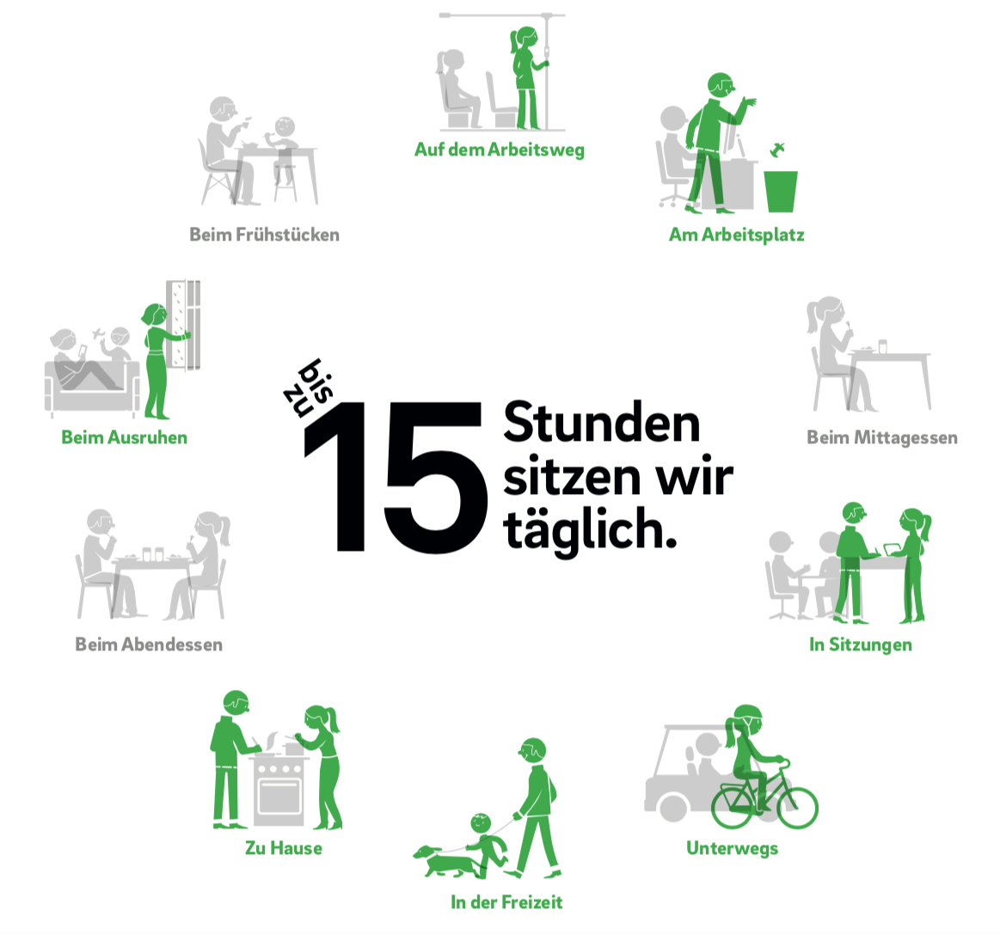 Auf dem Arbeitsweg
Am Arbeitsplatz
Beim Frühstücken
Beim Ausruhen
Beim Mittagessen
bis
zu
15
Stunden
sitzen wir
täglich.
Beim Abendessen
In Sitzungen
Zu Hause
Unterwegs
In der Freizeit